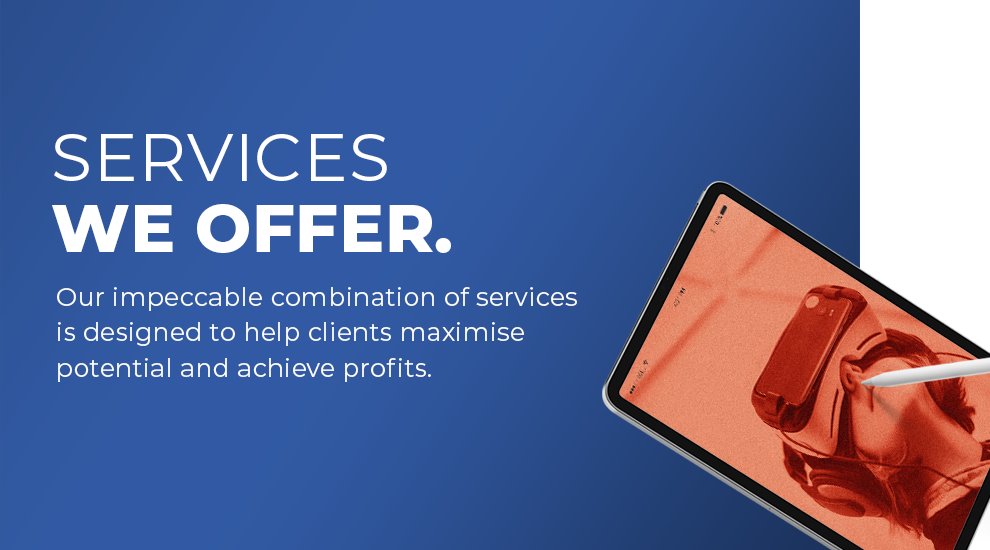 SERVICES
WE OFFER.
Our impeccable combination of services
is designed to help clients maximise
potential and achieve profits.